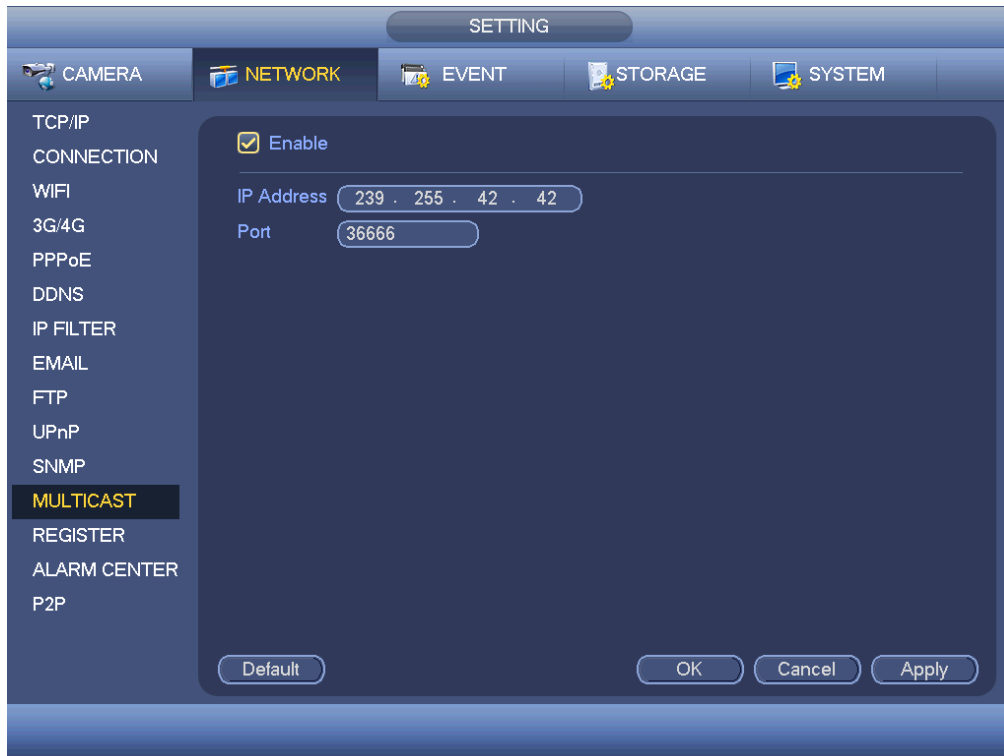 SETTING
CAMERA NETWORK EVENT STORAGE SYSTEM
TCP/IP
CONNECTION
WIFI
3G/4G
PPPoE
DDNS
IP FILTER
EMAIL
FTP
UPnP
SNMP
MULTICAST
REGISTER
ALARM CENTER
P2P
Enable
IP Address 239 . 255 . 42 . 42
Port 36666
Default OK Cancel Apply